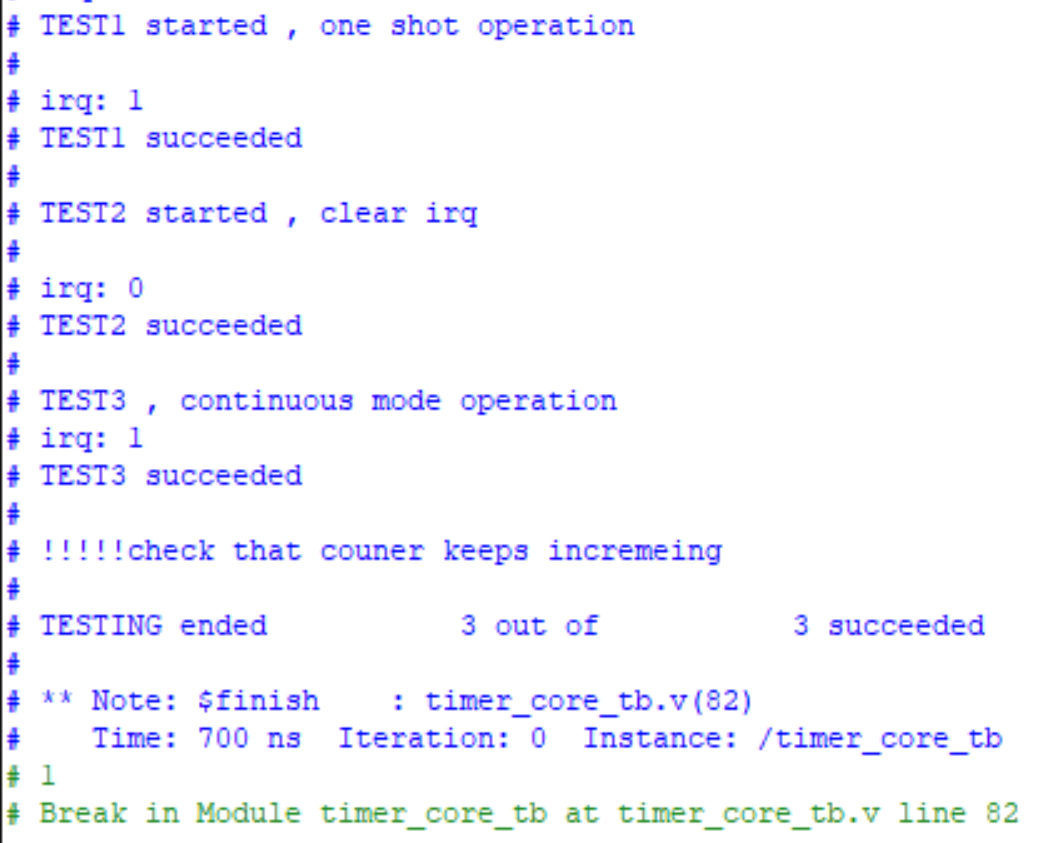 # TEST1 started , one shot operation
#
# irq: 1
# TEST1 succeeded
#
# TEST2 started , clear irq
#
# irq: 0
# TEST2 succeeded
#
# TEST3 , continuous mode operation
# irq: 1
# TEST3 succeeded
#
# !!!!!check that couner keeps incremeing
#
# TESTING ended           3 out of           3 succeeded
#
# ** Note: $finish    : timer_core_tb.v(82)
#    Time: 700 ns  Iteration: 0  Instance: /timer_core_tb
# 1
# Break in Module timer_core_tb at timer_core_tb.v line 82